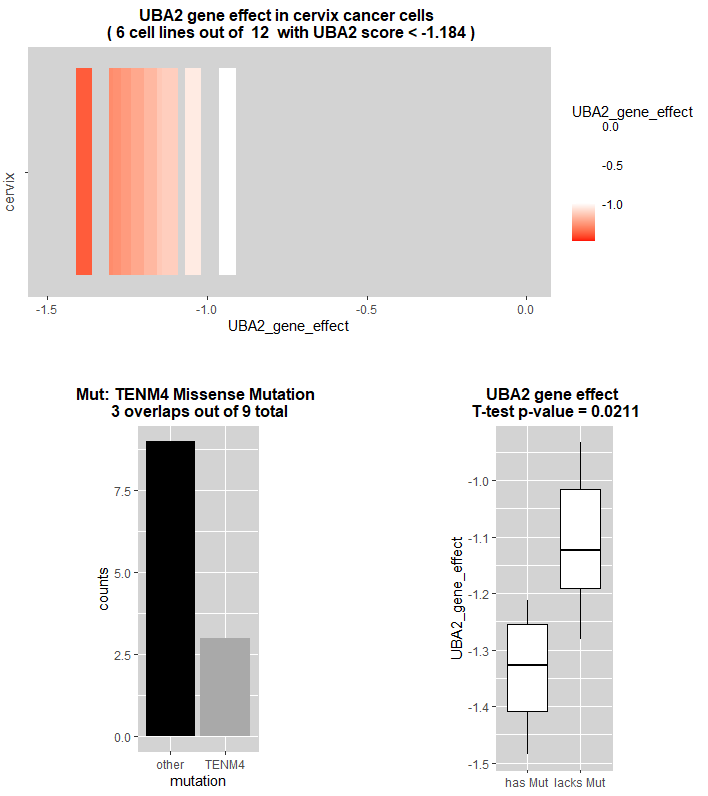 UBA2 gene effect in cervix cancer cells
( 6 cell lines out of  12  with UBA2 score < -1.184 )
cervix
-1.5
-1.0
-0.5
0.0
UBA2_gene_effect
UBA2_gene_effect
0.0
-0.5
-1.0
Mut: TENM4 Missense Mutation
3 overlaps out of 9 total
counts
7.5
5.0
2.5
0.0
other
TENM4
mutation
UBA2 gene effect
T-test p-value = 0.0211
UBA2_gene_effect
-1.0
-1.1
-1.2
-1.3
-1.4
-1.5
has Mut
lacks Mut